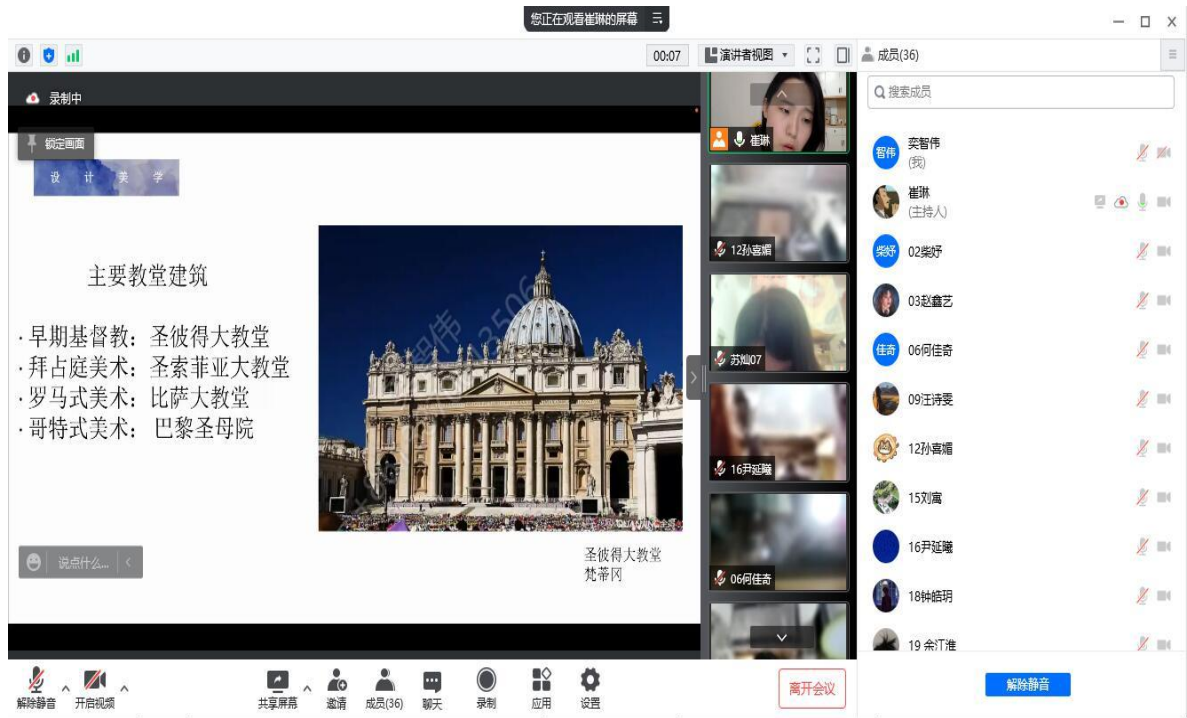 您正在观看崔琳的屏幕
00:07
演讲者视图
成员(36)
录制中
锁定画面
设 计 美 学
主要教堂建筑
·早期基督教：圣彼得大教堂
·拜占庭美术：圣索菲亚大教堂
·罗马式美术：比萨大教堂
·哥特式美术： 巴黎圣母院
圣彼得大教堂
梵蒂冈
说点什么...
崔琳
12孙喜媚
苏灿07
16尹延曦
06何佳奇
搜索成员
智伟
奕智伟
(我)
崔琳
(主持人)
柴妤
02柴妤
03赵鑫艺
佳奇
06何佳奇
09汪诗雯
12孙喜媚
15刘寓
16尹延曦
18钟皓玥
19 余江淮
解除静音
开启视频
共享屏幕
邀请
成员(36)
聊天
录制
应用
设置
离开会议
解除静音